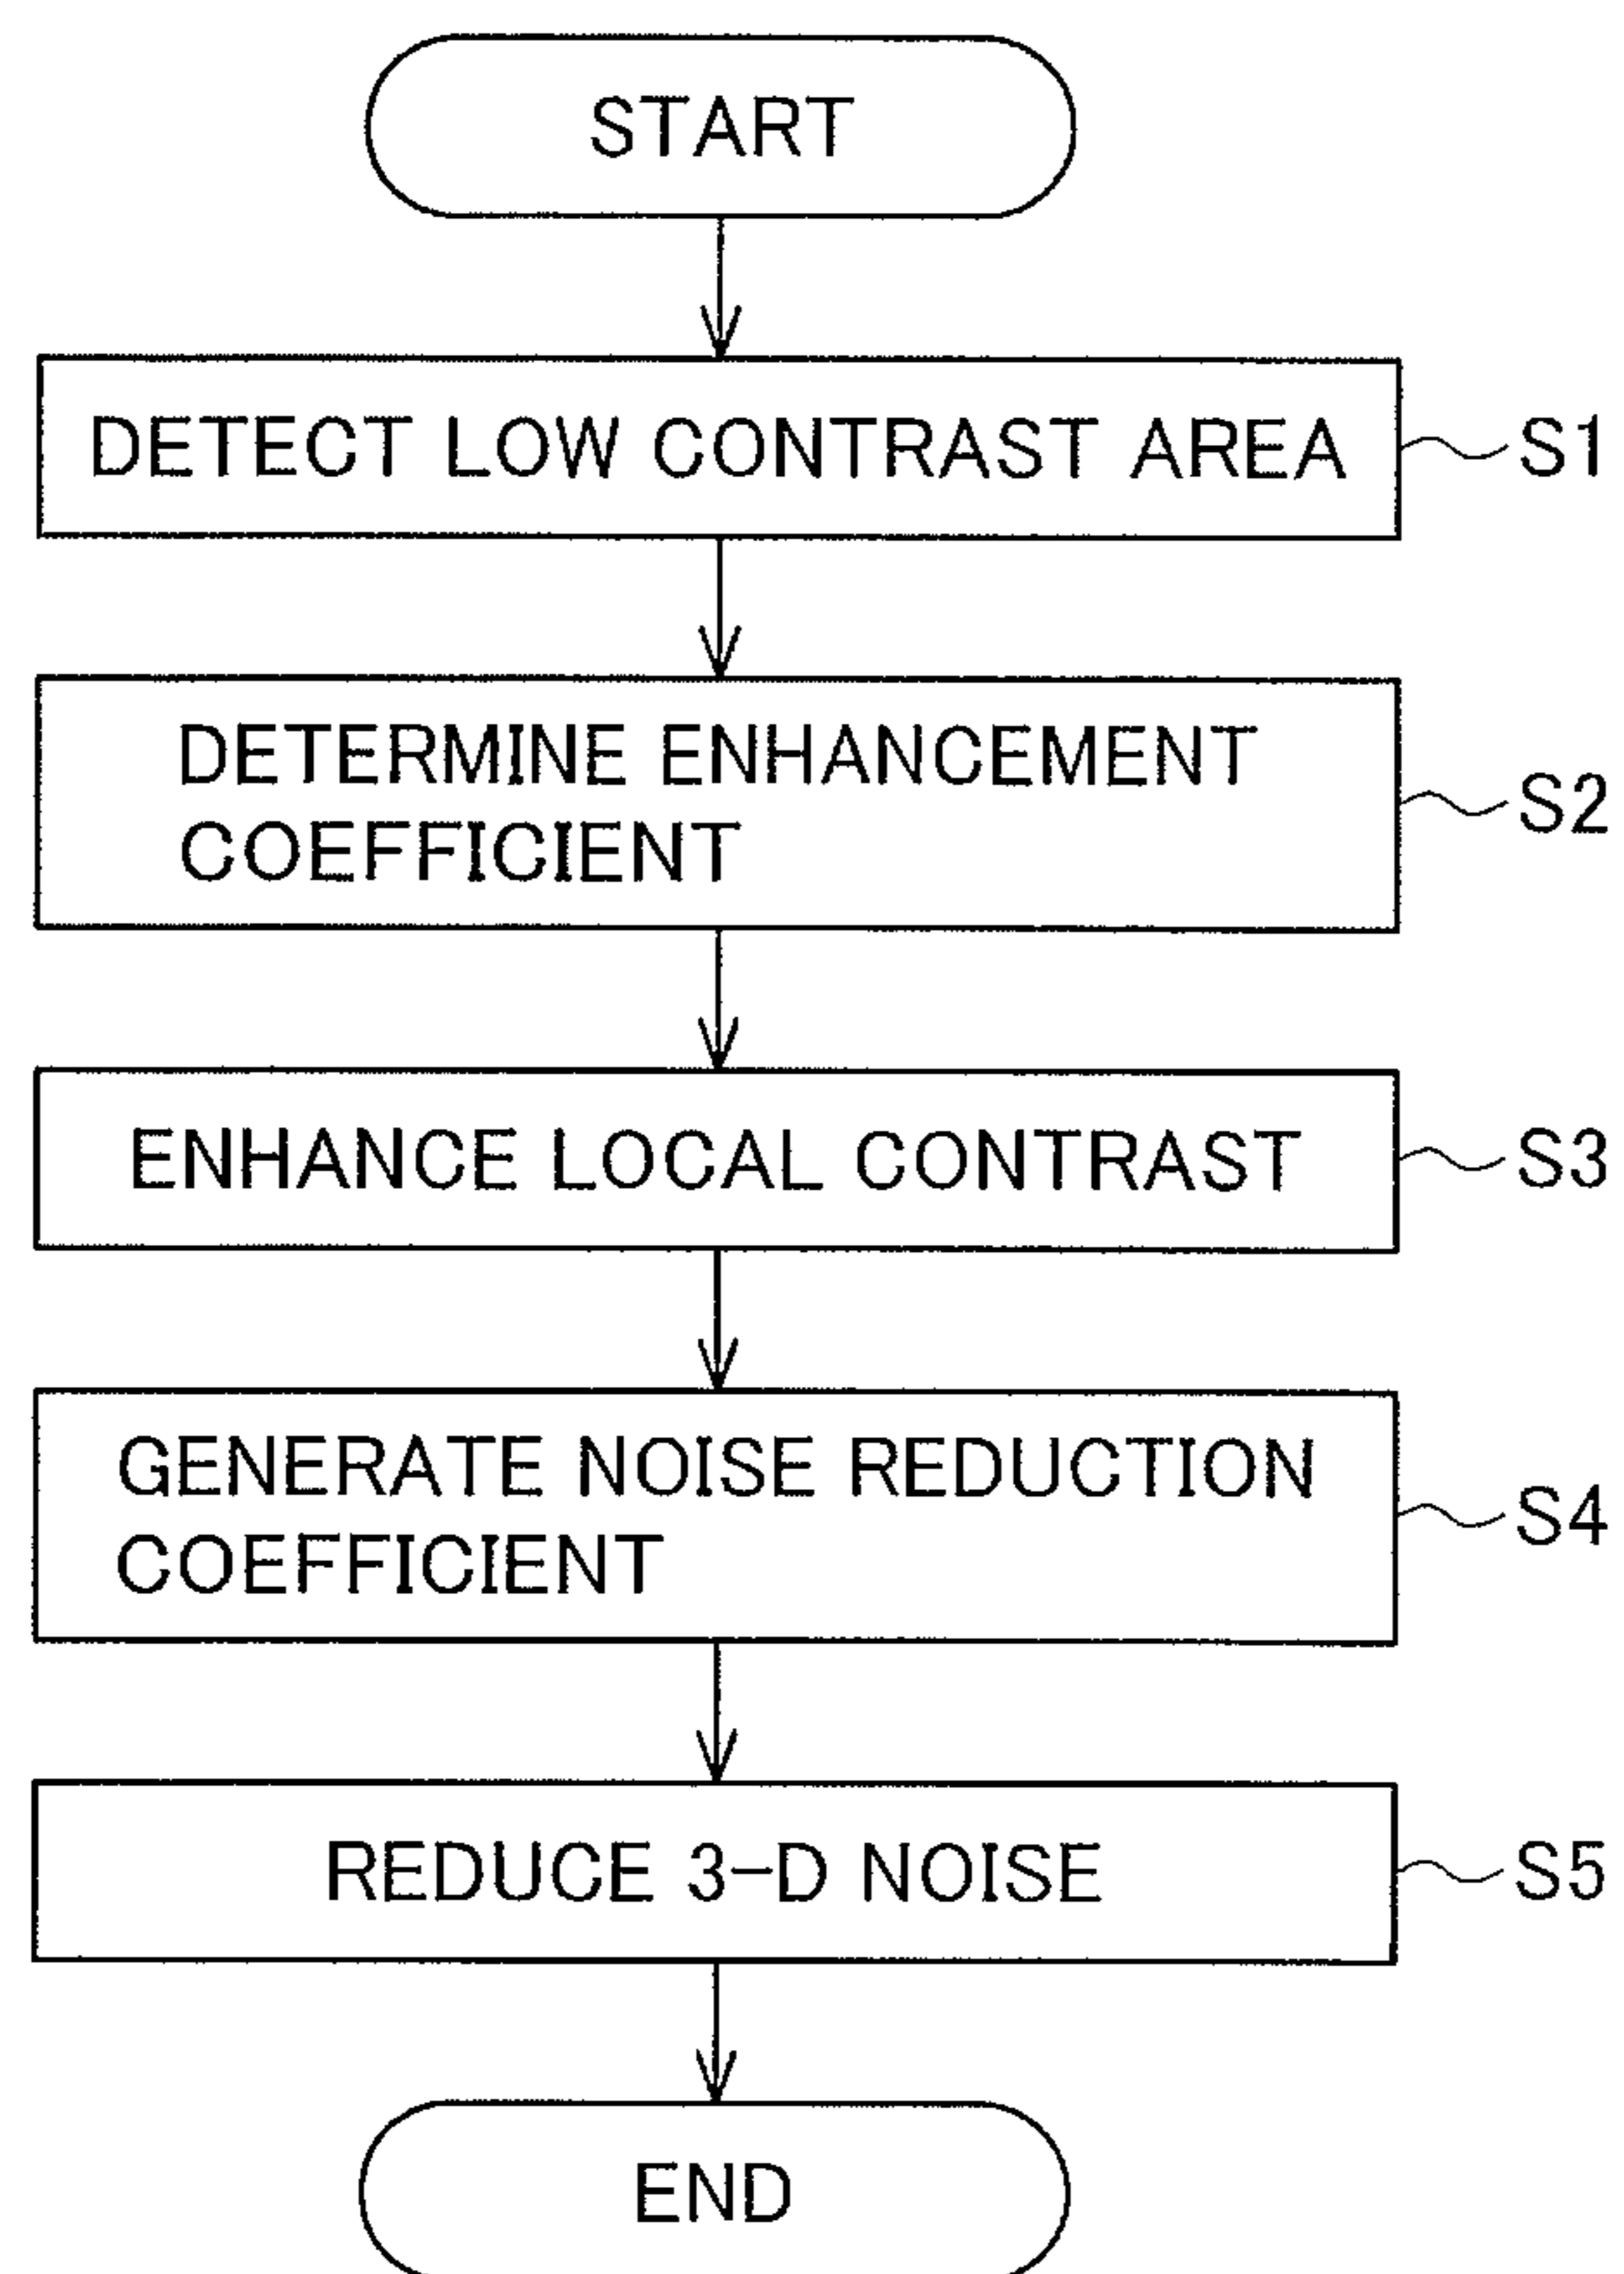 START
DETECT LOW CONTRAST AREA
S1
DETERMINE ENHANCEMENT
COEFFICIENT
S2
ENHANCE LOCAL CONTRAST
S3
GENERATE NOISE REDUCTION
COEFFICIENT
S4
REDUCE 3-D NOISE
S5
END